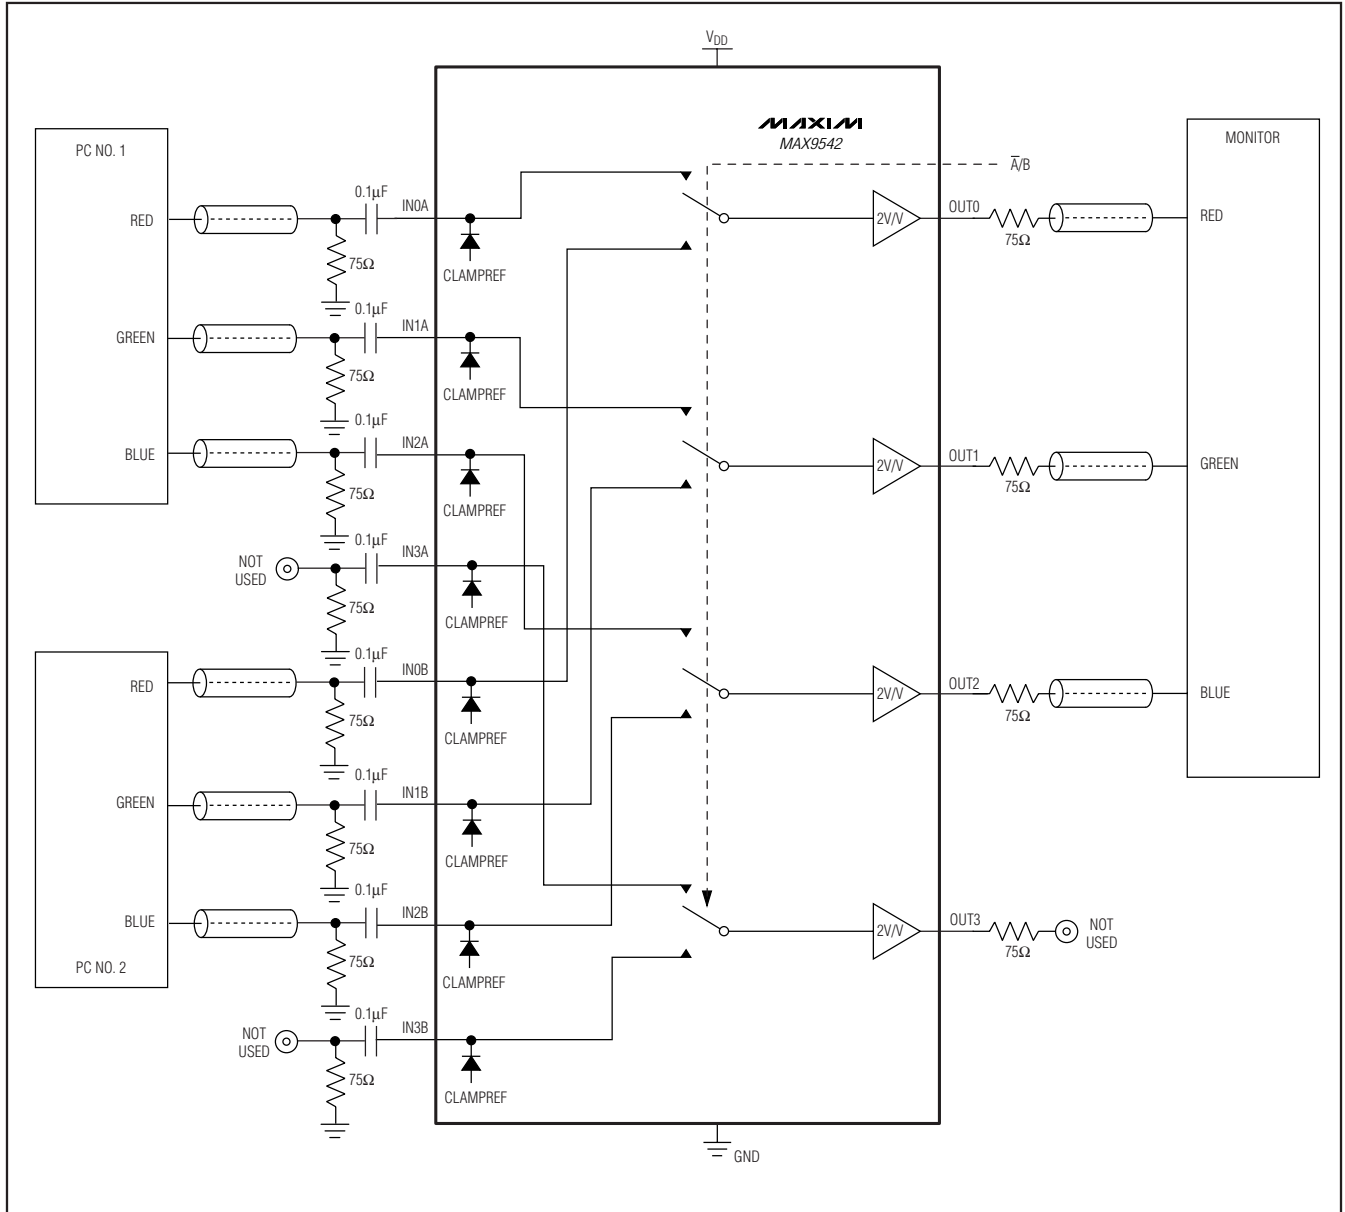 V_DD
MAXIM
MAX9542
A̅/B
PC NO. 1
MONITOR
0.1µF
IN0A
RED
75Ω
CLAMPREF
2V/V
OUT0
75Ω
RED
0.1µF
IN1A
GREEN
75Ω
CLAMPREF
0.1µF
IN2A
BLUE
75Ω
CLAMPREF
2V/V
OUT1
75Ω
GREEN
0.1µF
IN3A
NOT
USED
75Ω
CLAMPREF
0.1µF
IN0B
RED
75Ω
CLAMPREF
2V/V
OUT2
75Ω
BLUE
0.1µF
IN1B
GREEN
75Ω
CLAMPREF
0.1µF
IN2B
BLUE
75Ω
CLAMPREF
PC NO. 2
2V/V
OUT3
75Ω
NOT
USED
0.1µF
IN3B
NOT
USED
75Ω
CLAMPREF
GND